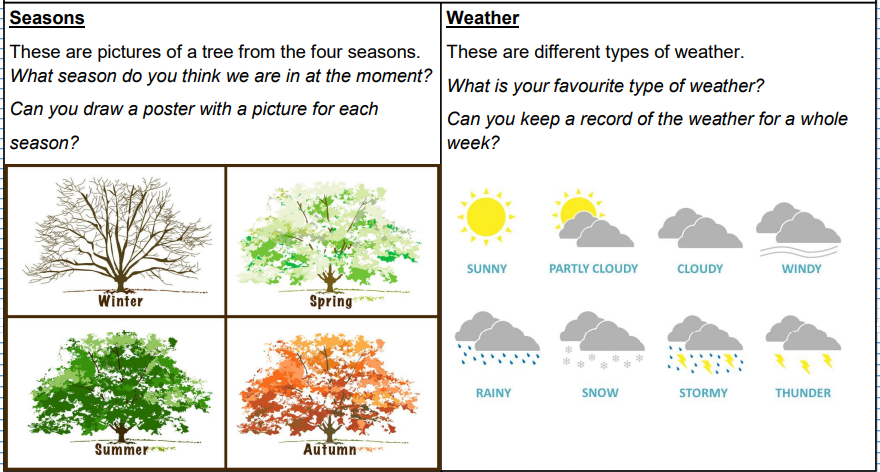 Seasons
These are pictures of a tree from the four seasons.
What season do you think we are in at the moment?
Can you draw a poster with a picture for each
season?
Winter
Spring
Summer
Autumn
Weather
These are different types of weather.
What is your favourite type of weather?
Can you keep a record of the weather for a whole
week?
SUNNY
PARTLY CLOUDY
CLOUDY
WINDY
RAINY
SNOW
STORMY
THUNDER